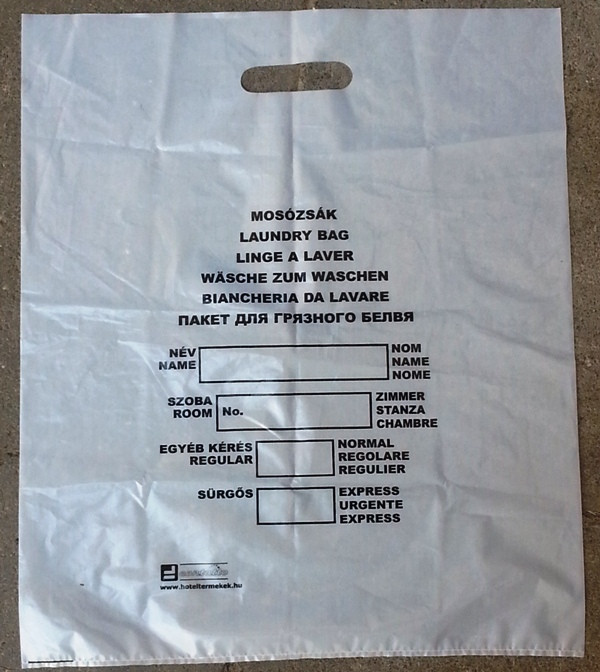 MOSÓZSÁK
LAUNDRY BAG
LINGE A LAVER
WÄSCHE ZUM WASCHEN
BIANCHERIA DA LAVARE
ПАКЕТ ДЛЯ ГРЯЗНОГО БЕЛВЯ
NÉV
NAME
NOM
NAME
NOME
SZOBA
ROOM
No.
ZIMMER
STANZA
CHAMBRE
EGYÉB KÉRÉS
REGULAR
NORMAL
REGOLARE
REGULIER
SÜRGŐS
EXPRESS
URGENTE
EXPRESS
www.hoteltermekek.hu